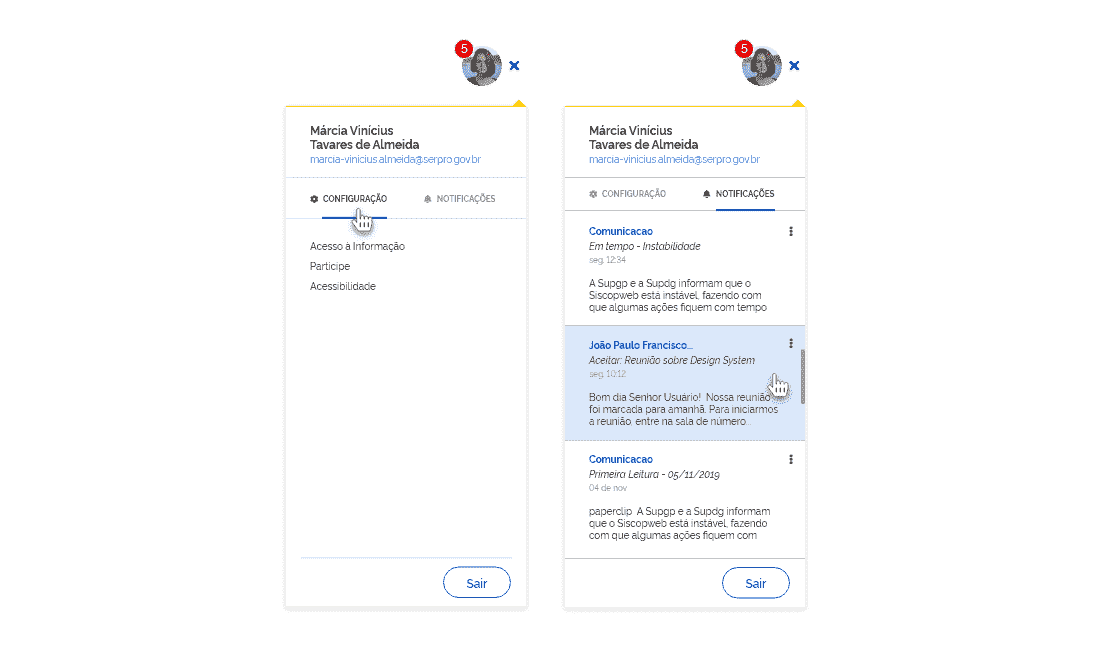 5
Márcia Vinícius
Tavares de Almeida
marcia-vinicius.almeida@serpro.gov.br
CONFIGURAÇÃO NOTIFICAÇÕES
Acesso à Informação
Participe
Acessibilidade
Sair
5
Márcia Vinícius
Tavares de Almeida
marcia-vinicius.almeida@serpro.gov.br
CONFIGURAÇÃO NOTIFICAÇÕES
Comunicacao
Em tempo - Instabilidade
seg, 12:34
A Supgp e a Supdg informam que o
Siscopweb está instável, fazendo com
que algumas ações fiquem com tempo
João Paulo Francisco...
Aceitar: Reunião sobre Design System
seg, 10:12
Bom dia Senhor Usuário! Nossa reunião
foi marcada para amanhã. Para iniciarmos
a reunião, entre na sala de número...
Comunicacao
Primeira Leitura - 05/11/2019
04 de nov
paperclip A Supgp e a Supdg informam
que o Siscopweb está instável, fazendo
com que algumas ações fiquem com
Sair